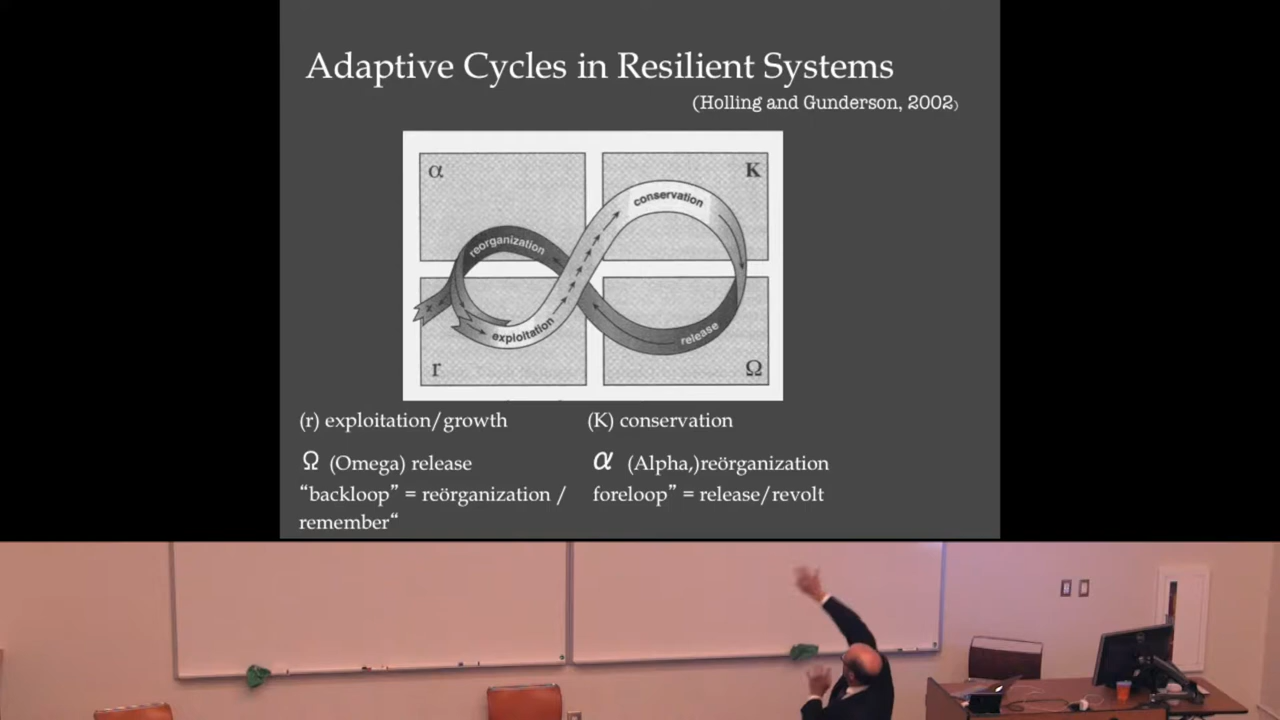 Adaptive Cycles in Resilient Systems
(Holling and Gunderson, 2002)
α
K
conservation
reorganization
x
exploitation
release
r
Ω
(r) exploitation/growth
(K) conservation
Ω (Omega) release
α (Alpha,)reörganization
“backloop” = reörganization /
remember“
foreloop” = release/revolt